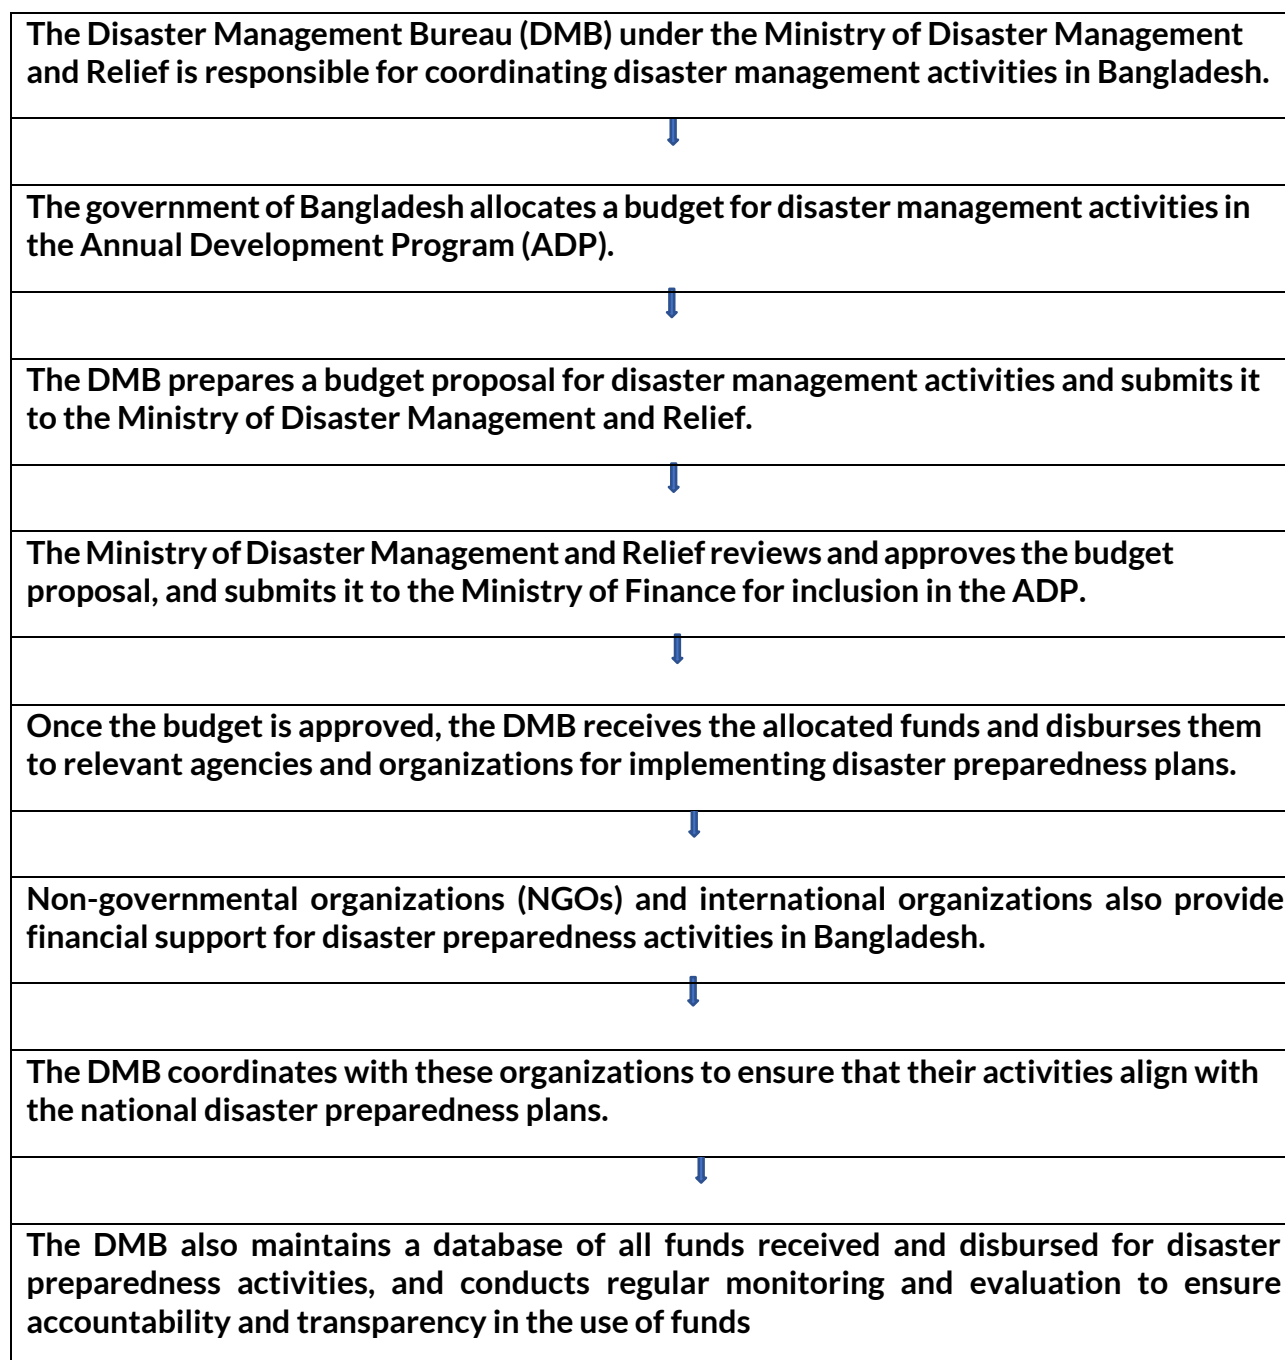 The Disaster Management Bureau (DMB) under the Ministry of Disaster Management
and Relief is responsible for coordinating disaster management activities in Bangladesh.
The government of Bangladesh allocates a budget for disaster management activities in
the Annual Development Program (ADP).
The DMB prepares a budget proposal for disaster management activities and submits it
to the Ministry of Disaster Management and Relief.
The Ministry of Disaster Management and Relief reviews and approves the budget
proposal, and submits it to the Ministry of Finance for inclusion in the ADP.
Once the budget is approved, the DMB receives the allocated funds and disburses them
to relevant agencies and organizations for implementing disaster preparedness plans.
Non-governmental organizations (NGOs) and international organizations also provide
financial support for disaster preparedness activities in Bangladesh.
The DMB coordinates with these organizations to ensure that their activities align with
the national disaster preparedness plans.
The DMB also maintains a database of all funds received and disbursed for disaster
preparedness activities, and conducts regular monitoring and evaluation to ensure
accountability and transparency in the use of funds